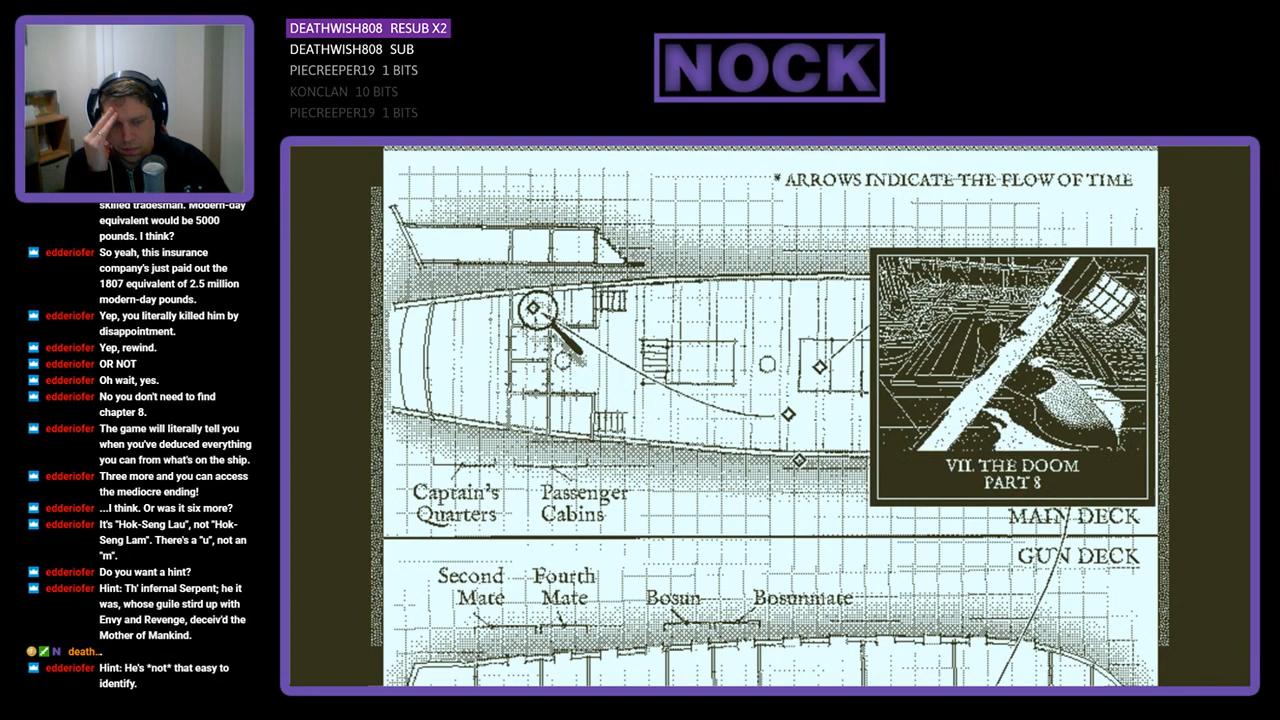 DEATHWISH808 RESUB X2
DEATHWISH808 SUB
PIECREEPER19 1 BITS
KONCLAN 10 BITS
PIECREEPER19 1 BITS
NOCK
skilled tradesman. Modern-day
equivalent would be 5000
pounds. I think?
edderiofer So yeah, this insurance
company's just paid out the
1807 equivalent of 2.5 million
modern-day pounds.
edderiofer Yep, you literally killed him by
disappointment.
edderiofer Yep, rewind.
edderiofer OR NOT
edderiofer Oh wait, yes.
edderiofer No you don't need to find
chapter 8.
edderiofer The game will literally tell you
when you've deduced everything
you can from what's on the ship.
edderiofer Three more and you can access
the mediocre ending!
edderiofer ...I think. Or was it six more?
edderiofer It's "Hok-Seng Lau", not "Hok-
Seng Lam". There's a "u", not an
"m".
edderiofer Do you want a hint?
edderiofer Hint: Th' infernal Serpent; he it
was, whose guile stird up with
Envy and Revenge, deceiv'd the
Mother of Mankind.
N death...
edderiofer Hint: He's *not* that easy to
identify.
* ARROWS INDICATE THE FLOW OF TIME
VII. THE DOOM
PART 8
Captain's
Quarters
Passenger
Cabins
MAIN DECK
GUN DECK
Second
Mate
Fourth
Mate
Bosun
Bosunmate